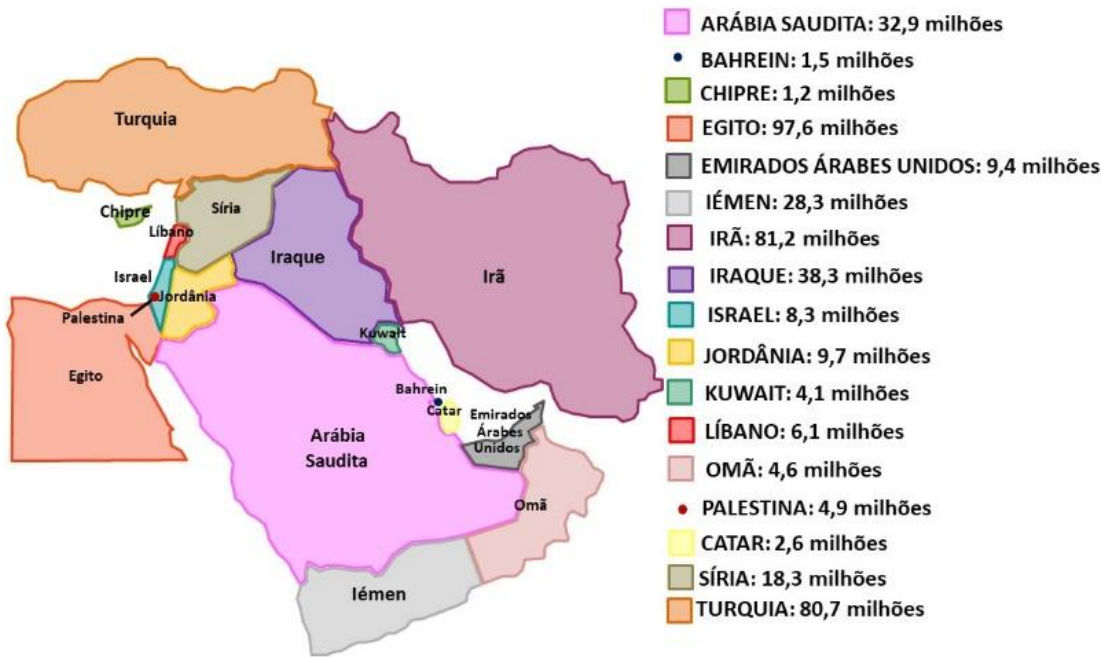 Turquia
Chipre
Síria
Líbano
Iraque
Irã
Israel
Jordânia
Palestina
Kuwait
Egito
Bahrein
Catar
Emirados
Árabes
Unidos
Arábia
Saudita
Omã
Iémen
ARÁBIA SAUDITA: 32,9 milhões
BAHREIN: 1,5 milhões
CHIPRE: 1,2 milhões
EGITO: 97,6 milhões
EMIRADOS ÁRABES UNIDOS: 9,4 milhões
IÉMEN: 28,3 milhões
IRÃ: 81,2 milhões
IRAQUE: 38,3 milhões
ISRAEL: 8,3 milhões
JORDÂNIA: 9,7 milhões
KUWAIT: 4,1 milhões
LÍBANO: 6,1 milhões
OMÃ: 4,6 milhões
PALESTINA: 4,9 milhões
CATAR: 2,6 milhões
SÍRIA: 18,3 milhões
TURQUIA: 80,7 milhões